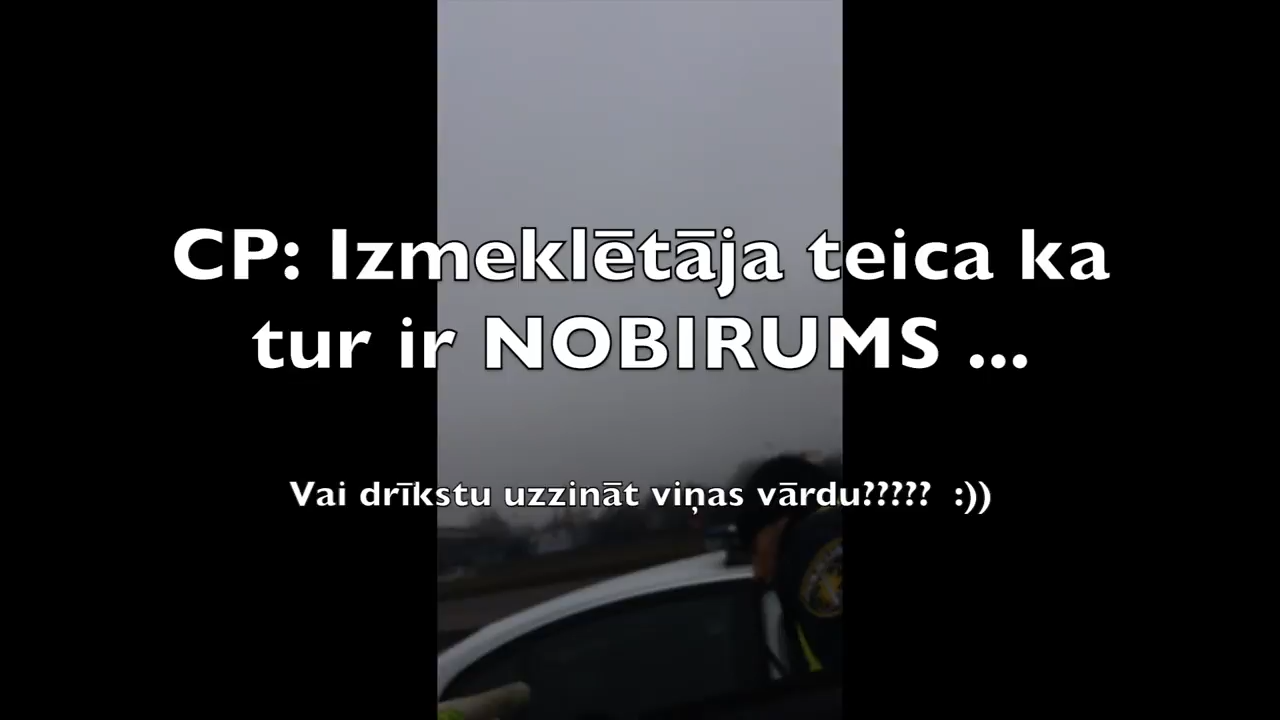 CP: Izmeklētāja teica ka
tur ir NOBIRUMS ...
Vai drīkstu uzzināt viņas vārdu????? :))